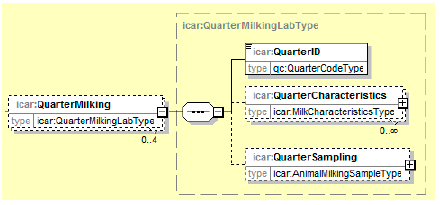 icar:QuarterMilkingLabType
icar:QuarterID
type qc:QuarterCodeType
icar:QuarterMilking
type icar:QuarterMilkingLabType
0..4
icar:QuarterCharacteristics
type icar:MilkCharacteristicsType
0..∞
icar:QuarterSampling
type icar:AnimalMilkingSampleType